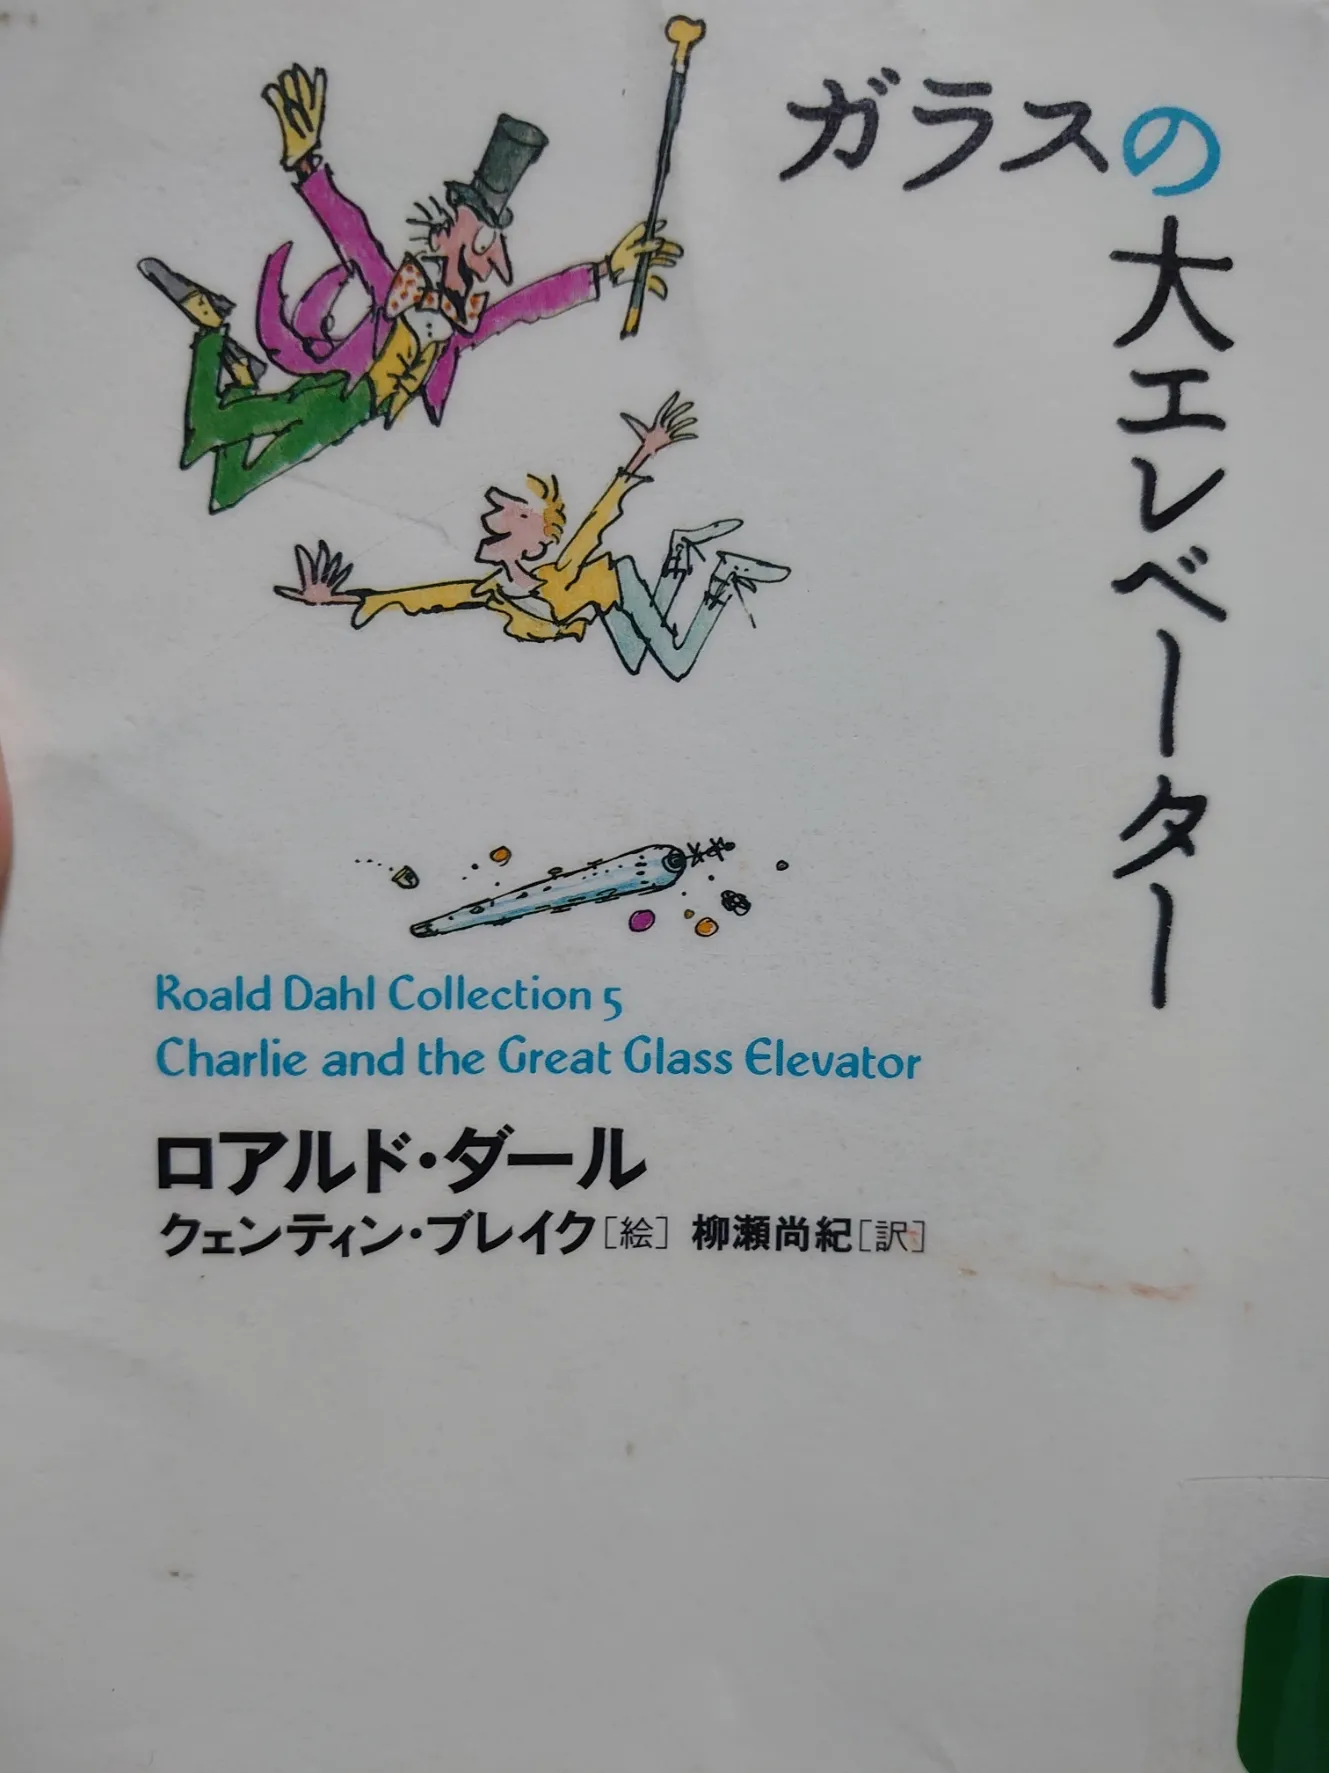 ガラスの
大エレベーター
Roald Dahl Collection 5
Charlie and the Great Glass Elevator
ロアルド・ダール
クェンティン・ブレイク[絵] 柳瀬尚紀[訳]